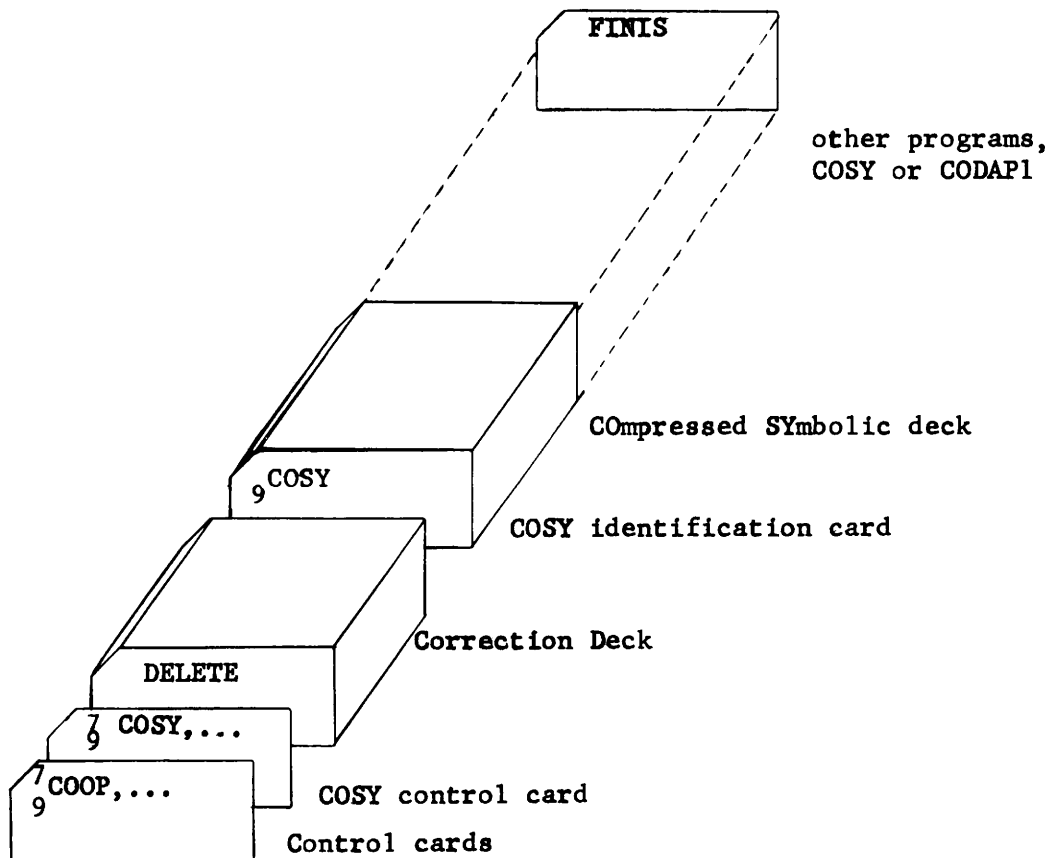 FINIS
other programs,
COSY or CODAP1
COmpressed SYmbolic deck
9COSY
COSY identification card
Correction Deck
DELETE
7
9 COSY,...
7
9COOP,...
COSY control card
Control cards